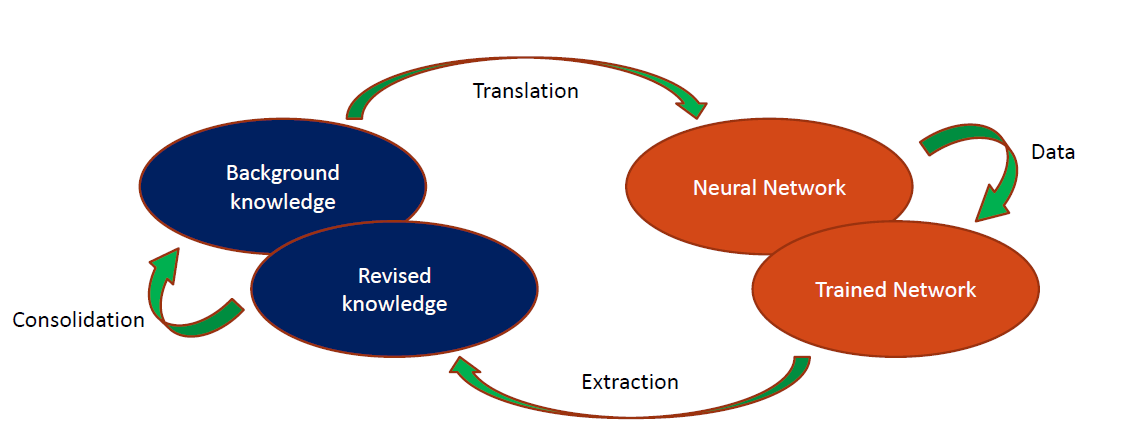 Translation
Background
knowledge
Neural Network
Data
Revised
knowledge
Trained Network
Consolidation
Extraction